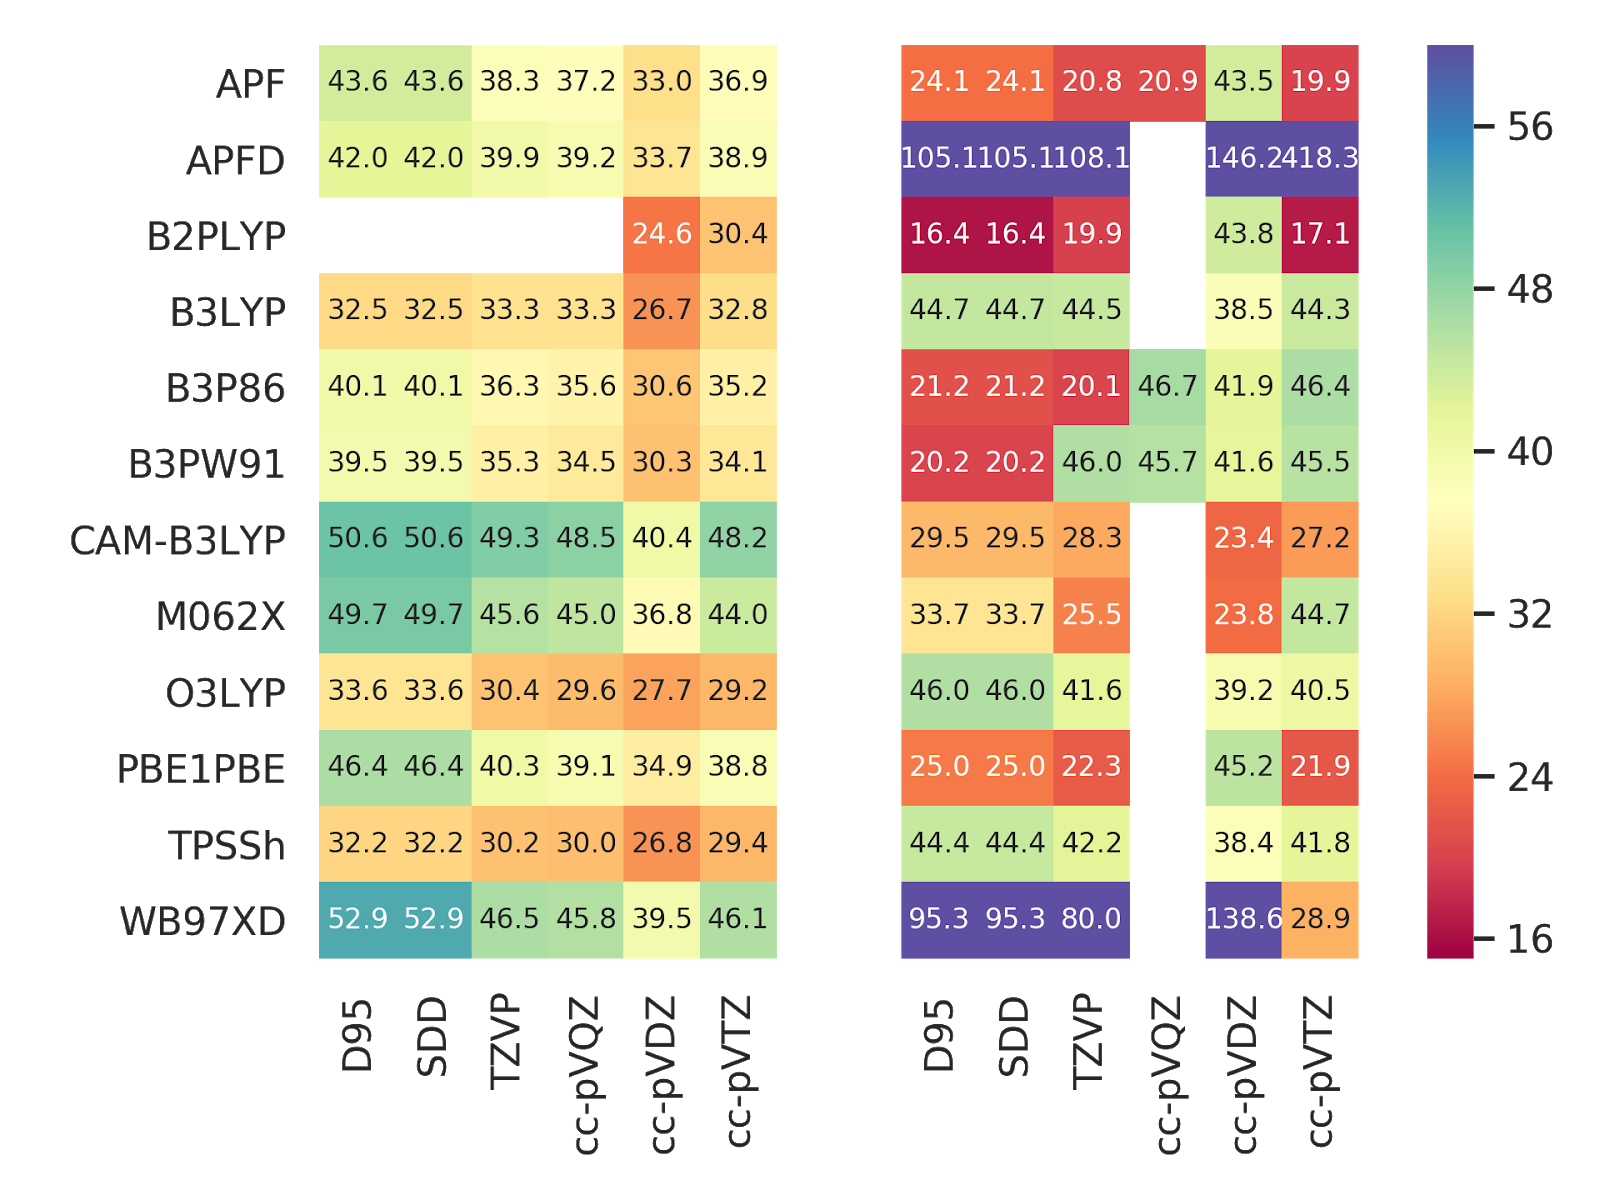 APF 43.6 43.6 38.3 37.2 33.0 36.9 24.1 24.1 20.8 20.9 43.5 19.9
APFD 42.0 42.0 39.9 39.2 33.7 38.9 105.1 105.1 108.1 146.2 418.3
B2PLYP 24.6 30.4 16.4 16.4 19.9 43.8 17.1
B3LYP 32.5 32.5 33.3 33.3 26.7 32.8 44.7 44.7 44.5 38.5 44.3
B3P86 40.1 40.1 36.3 35.6 30.6 35.2 21.2 21.2 20.1 46.7 41.9 46.4
B3PW91 39.5 39.5 35.3 34.5 30.3 34.1 20.2 20.2 46.0 45.7 41.6 45.5
CAM-B3LYP 50.6 50.6 49.3 48.5 40.4 48.2 29.5 29.5 28.3 23.4 27.2
M062X 49.7 49.7 45.6 45.0 36.8 44.0 33.7 33.7 25.5 23.8 44.7
O3LYP 33.6 33.6 30.4 29.6 27.7 29.2 46.0 46.0 41.6 39.2 40.5
PBE1PBE 46.4 46.4 40.3 39.1 34.9 38.8 25.0 25.0 22.3 45.2 21.9
TPSSh 32.2 32.2 30.2 30.0 26.8 29.4 44.4 44.4 42.2 38.4 41.8
WB97XD 52.9 52.9 46.5 45.8 39.5 46.1 95.3 95.3 80.0 138.6 28.9
D95 SDD TZVP cc-pVQZ cc-pVDZ cc-pVTZ D95 SDD TZVP cc-pVQZ cc-pVDZ cc-pVTZ
56
48
40
32
24
16